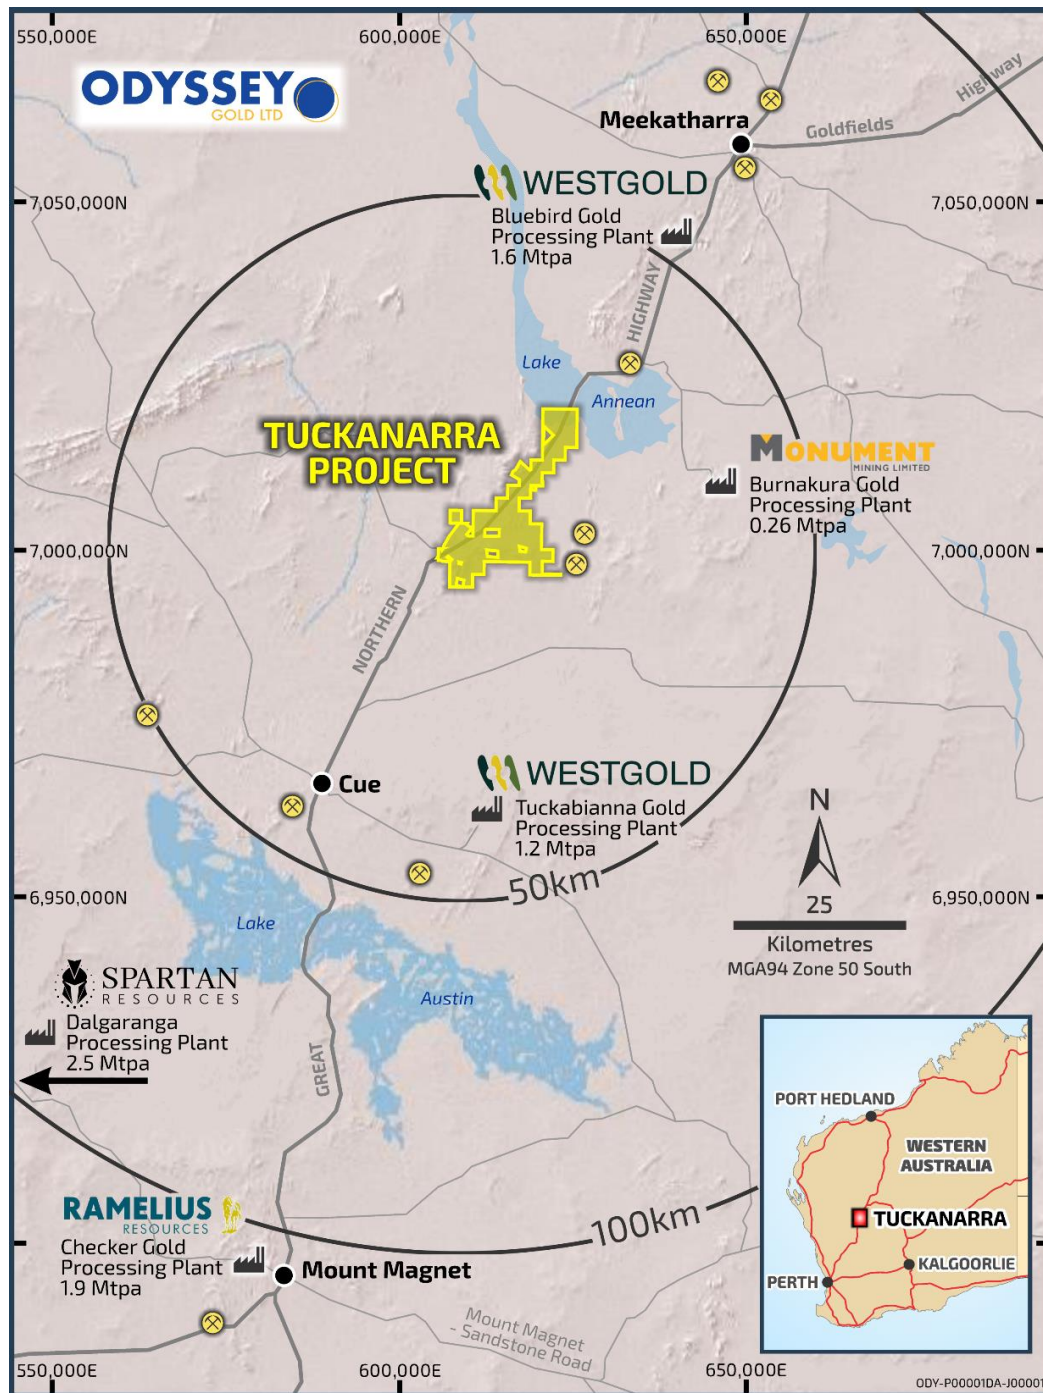 550,000E
600,000E
650,000E
ODYSSEY
GOLD LTD
Highway
Goldfields
Meekatharra
WESTGOLD
Bluebird Gold
Processing Plant
1.6 Mtpa
7,050,000N
7,050,000N
HIGHWAY
Lake
Annean
TUCKANARRA
PROJECT
MONUMENT
MINING LIMITED
Burnakura Gold
Processing Plant
0.26 Mtpa
7,000,000N
7,000,000N
NORTHERN
Cue
WESTGOLD
Tuckabianna Gold
Processing Plant
1.2 Mtpa
50km
N
25
Kilometres
MGA94 Zone 50 South
6,950,000N
6,950,000N
Lake
Austin
SPARTAN
RESOURCES
Dalgaranga
Processing Plant
2.5 Mtpa
GREAT
PORT HEDLAND
WESTERN
AUSTRALIA
TUCKANARRA
KALGOORLIE
PERTH
RAMELIUS
RESOURCES
Checker Gold
Processing Plant
1.9 Mtpa
100km
Mount Magnet
Mount Magnet
- Sandstone Road
550,000E
600,000E
650,000E
ODY-P00001DA-J00001